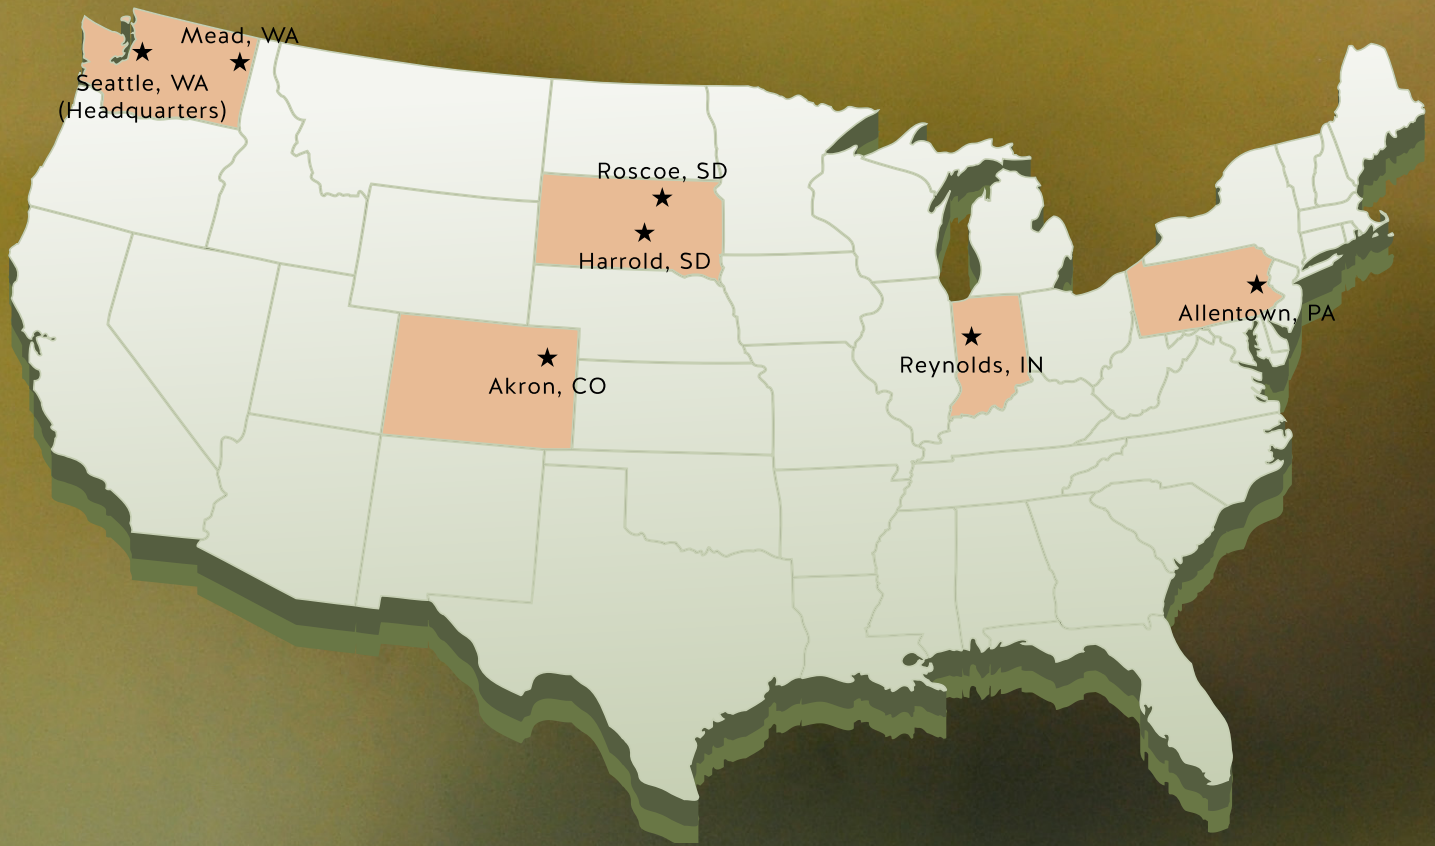 Mead, WA
Seattle, WA
(Headquarters)
Roscoe, SD
Harrold, SD
Allentown, PA
Reynolds, IN
Akron, CO